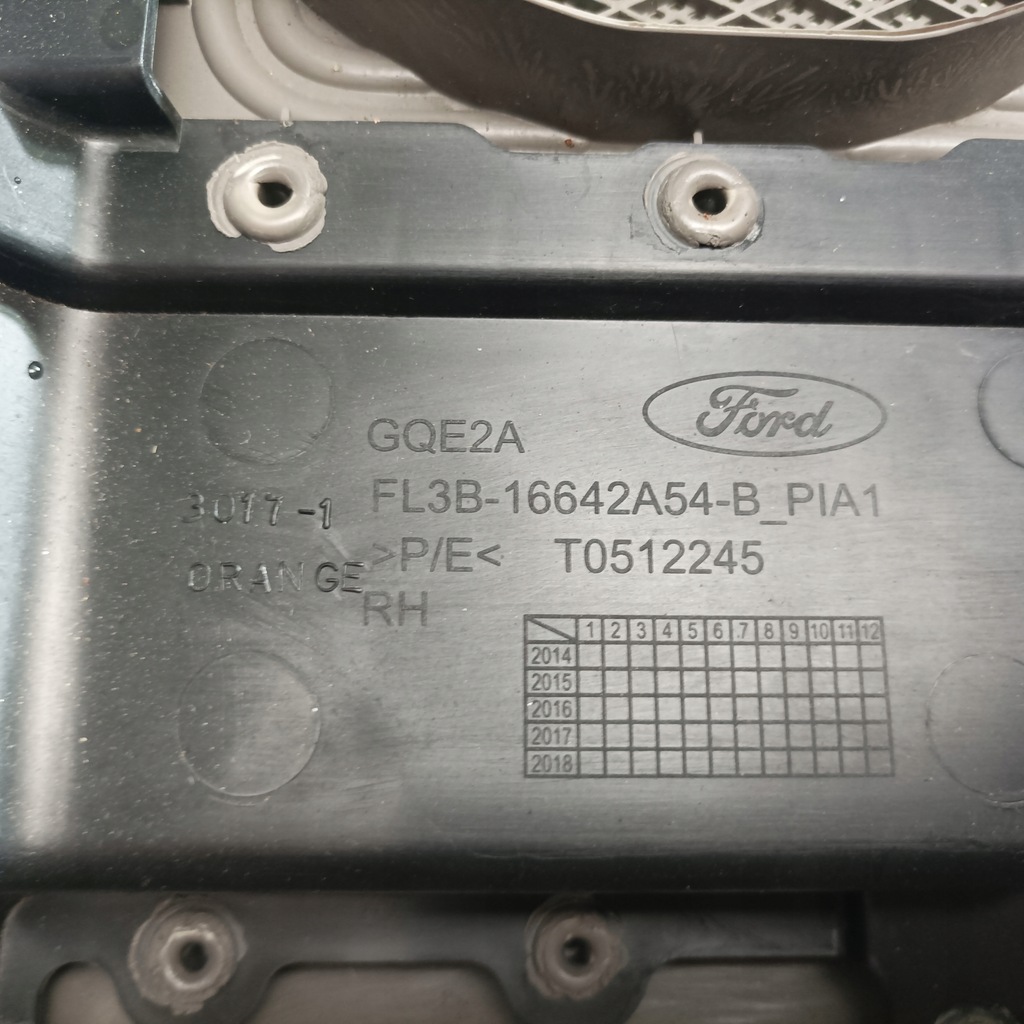 Ford
GQE2A
FL3B-16642A54-B_PIA1
3017-1
>P/E< T0512245
ORANGE
RH
1 2 3 4 5 6 7 8 9 10 11 12
2014
2015
2016
2017
2018